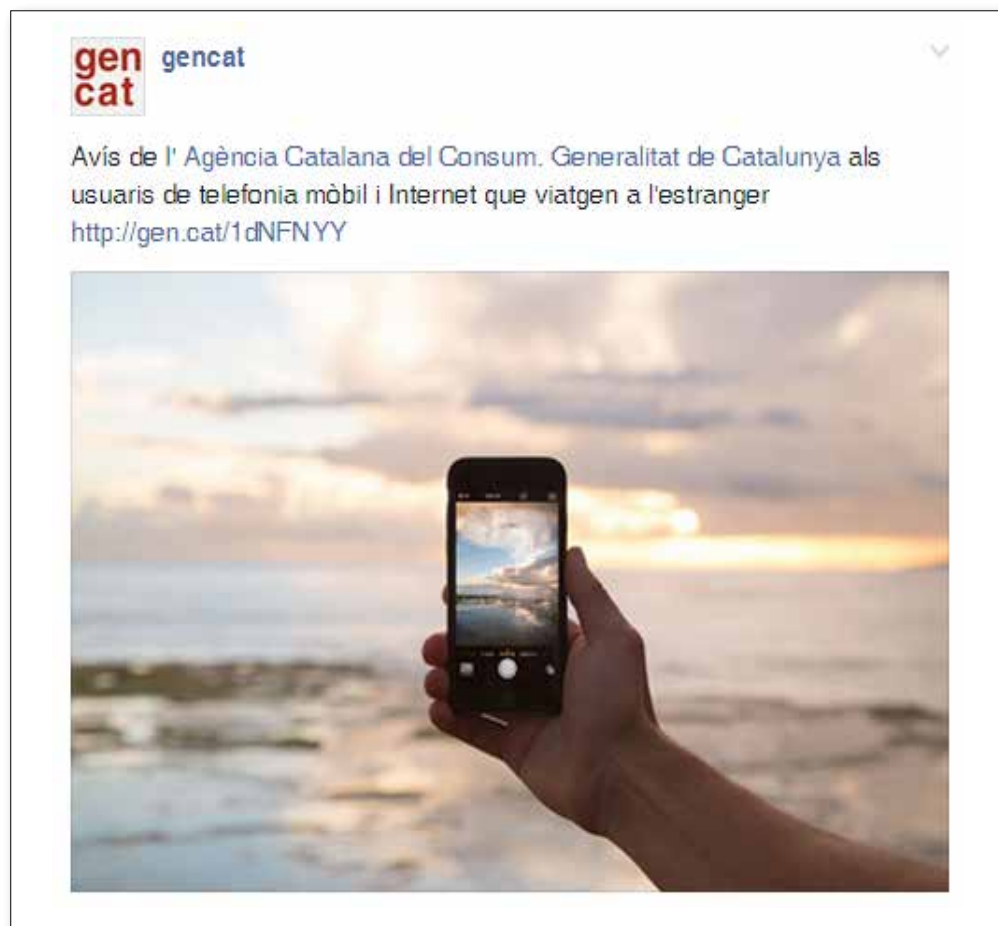 gen
cat
gencat
Avís de l' Agència Catalana del Consum. Generalitat de Catalunya als
usuaris de telefonia mòbil i Internet que viatgen a l'estranger
http://gen.cat/1dNFNYY